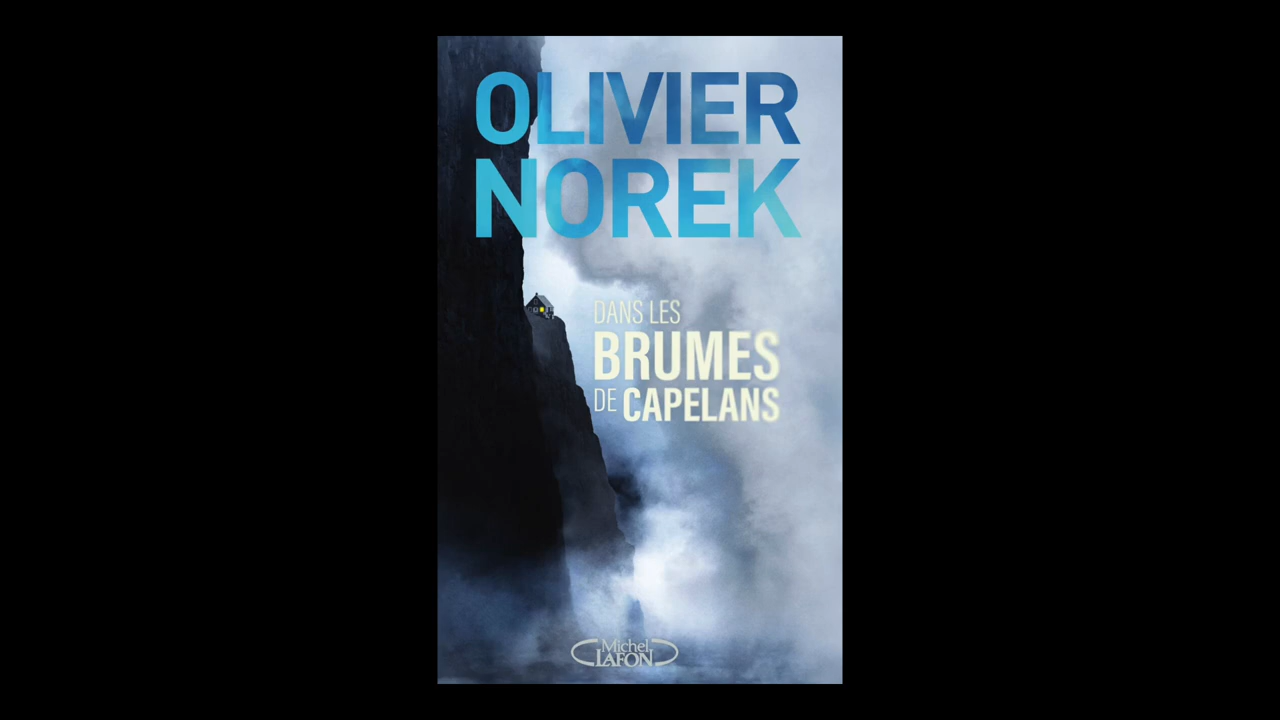 OLIVIER
NOREK
DANS LES
BRUMES
DE CAPELANS
Michel
LAFON